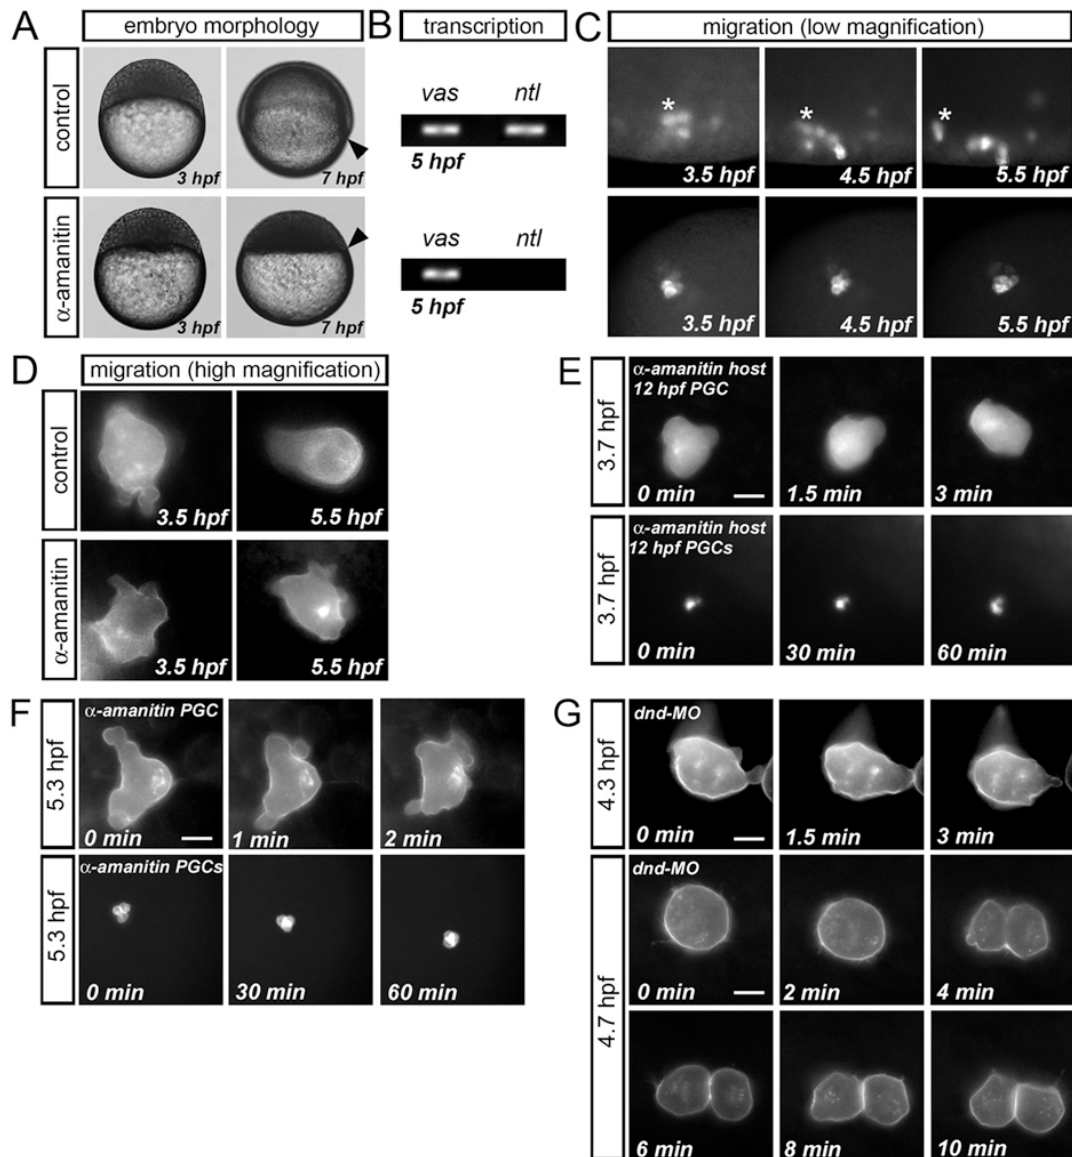 A
embryo morphology
control
3 hpf
7 hpf
α-amanitin
3 hpf
7 hpf
B
transcription
vas ntl
5 hpf
vas ntl
5 hpf
C
migration (low magnification)
*
3.5 hpf
*
4.5 hpf
*
5.5 hpf
3.5 hpf
4.5 hpf
5.5 hpf
D
migration (high magnification)
control
3.5 hpf
5.5 hpf
α-amanitin
3.5 hpf
5.5 hpf
E
3.7 hpf
α-amanitin host
12 hpf PGC
0 min
1.5 min
3 min
3.7 hpf
α-amanitin host
12 hpf PGCs
0 min
30 min
60 min
F
5.3 hpf
α-amanitin PGC
0 min
1 min
2 min
5.3 hpf
α-amanitin PGCs
0 min
30 min
60 min
G
4.3 hpf
dnd-MO
0 min
1.5 min
3 min
4.7 hpf
dnd-MO
0 min
2 min
4 min
6 min
8 min
10 min